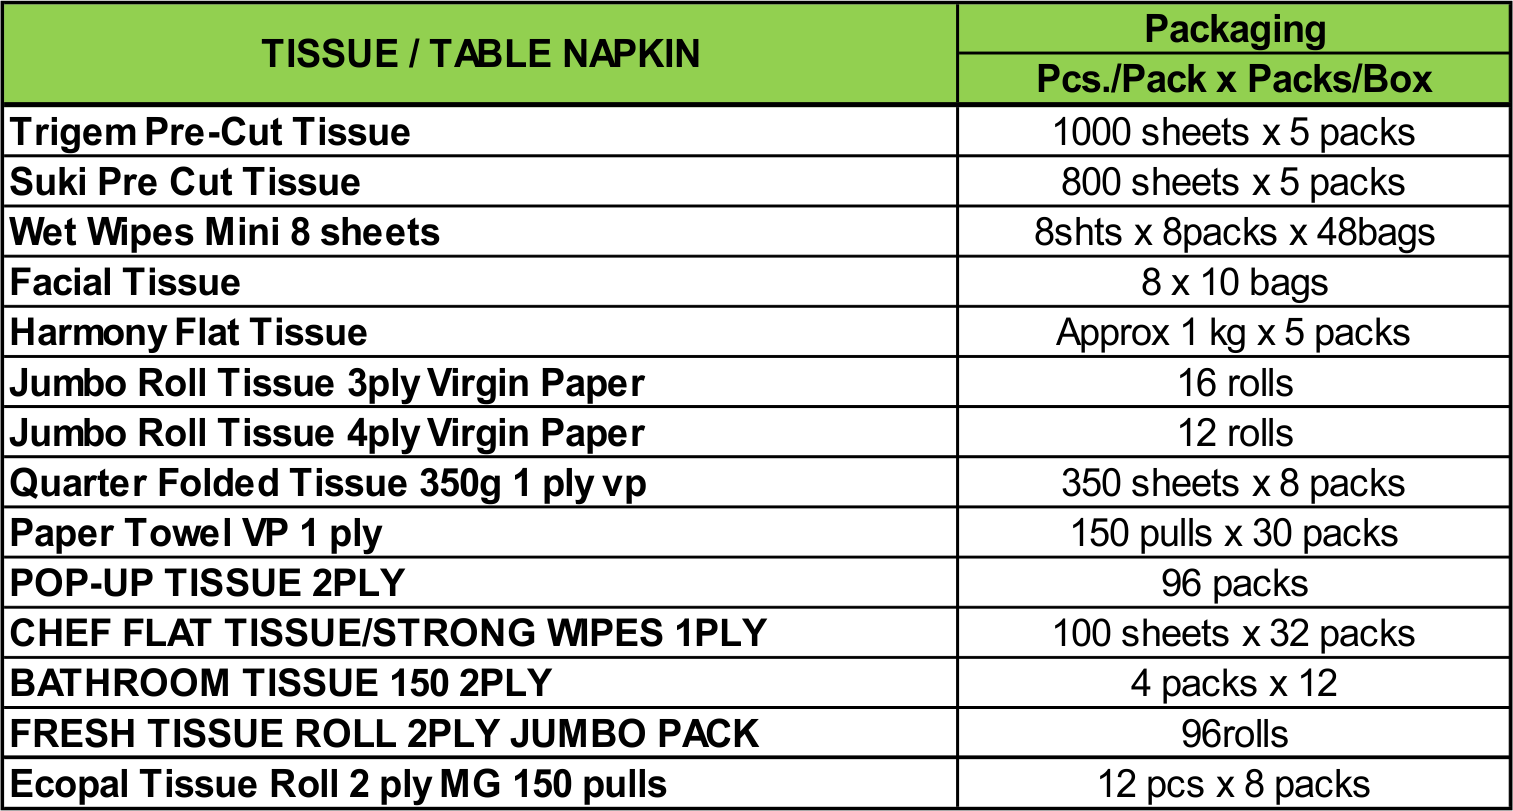 TISSUE / TABLE NAPKIN
Packaging
Pcs./Pack x Packs/Box
Trigem Pre-Cut Tissue 1000 sheets x 5 packs
Suki Pre Cut Tissue 800 sheets x 5 packs
Wet Wipes Mini 8 sheets 8shts x 8packs x 48bags
Facial Tissue 8 x 10 bags
Harmony Flat Tissue Approx 1 kg x 5 packs
Jumbo Roll Tissue 3ply Virgin Paper 16 rolls
Jumbo Roll Tissue 4ply Virgin Paper 12 rolls
Quarter Folded Tissue 350g 1 ply vp 350 sheets x 8 packs
Paper Towel VP 1 ply 150 pulls x 30 packs
POP-UP TISSUE 2PLY 96 packs
CHEF FLAT TISSUE/STRONG WIPES 1PLY 100 sheets x 32 packs
BATHROOM TISSUE 150 2PLY 4 packs x 12
FRESH TISSUE ROLL 2PLY JUMBO PACK 96rolls
Ecopal Tissue Roll 2 ply MG 150 pulls 12 pcs x 8 packs